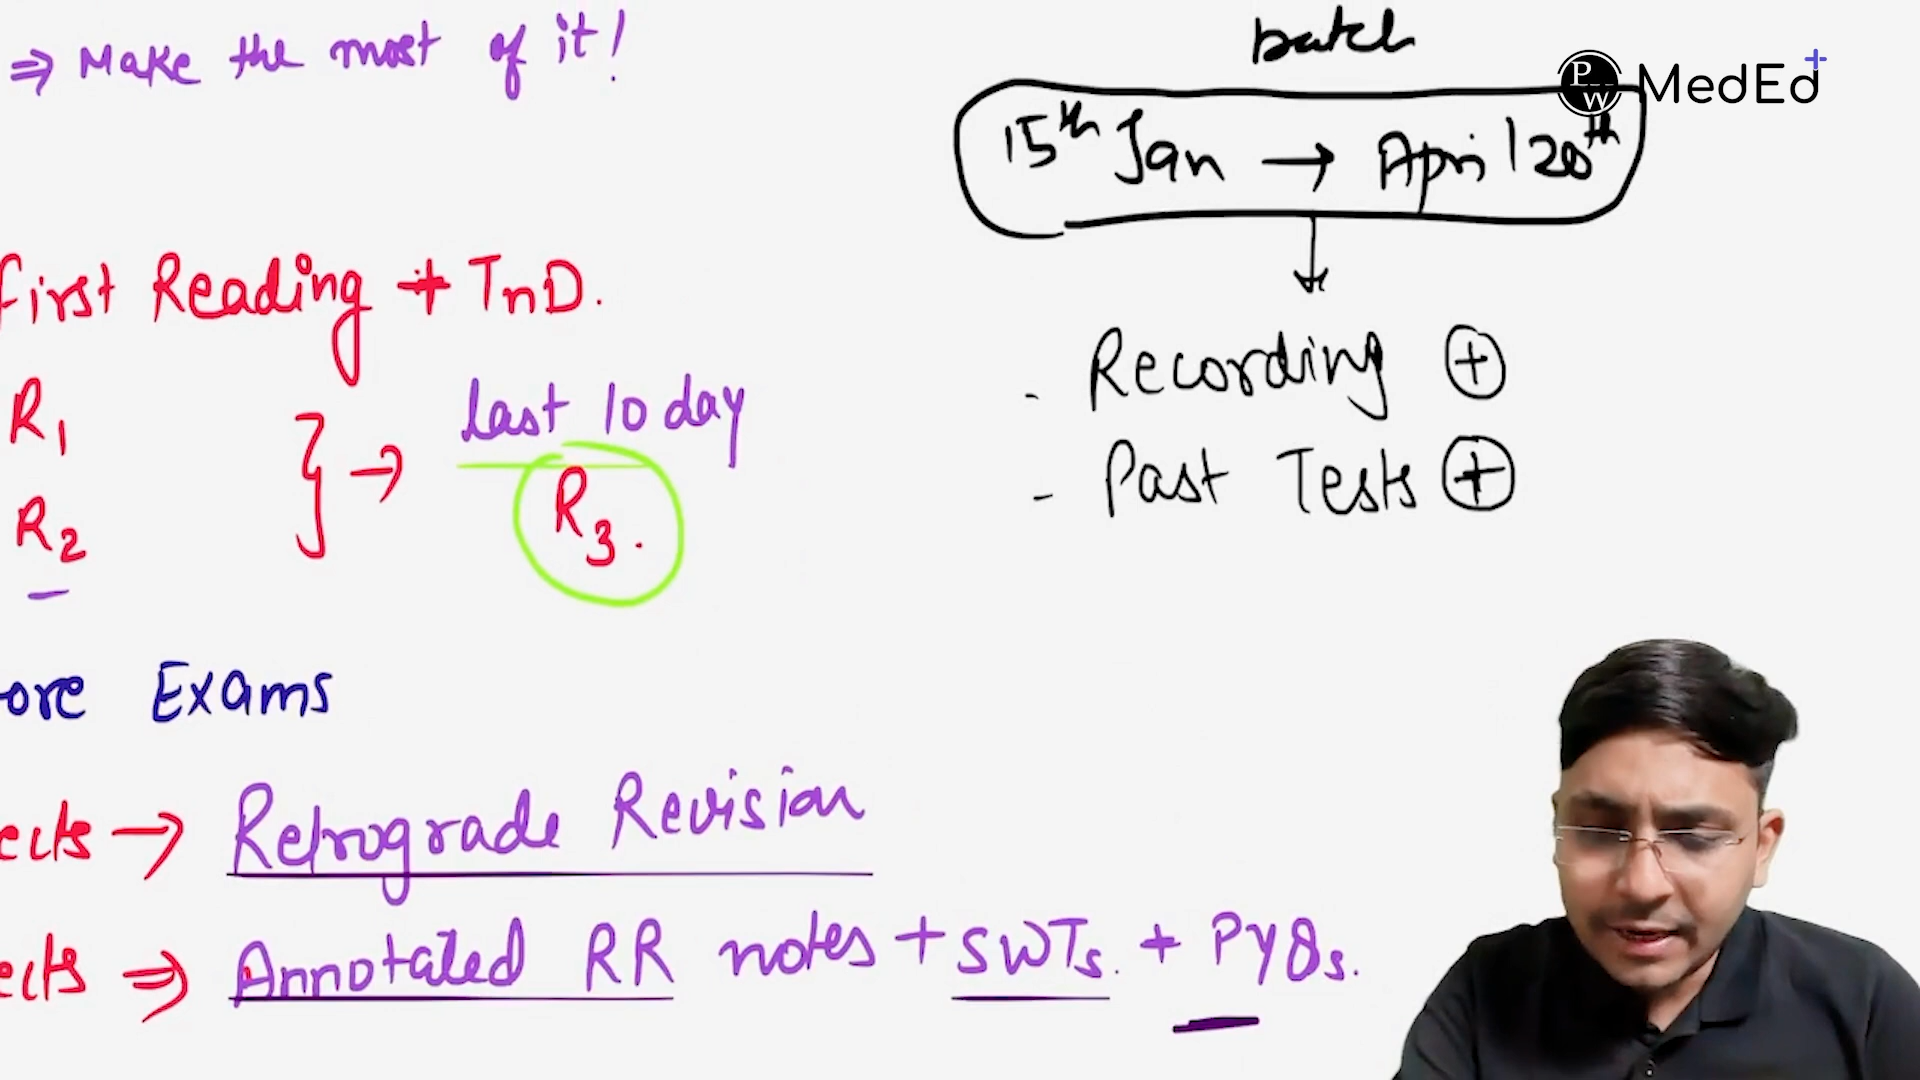 ⇒ Make the most of it!
batch
PW MedEd+
15th Jan → April 20th
First Reading + TnD.
R1
R2
} → last 10 day
R3.
- Recording +
- Past Tests +
ore Exams
ects → Retrograde Revision
ects ⇒ Annotated RR notes + SWTs. + PYQs.